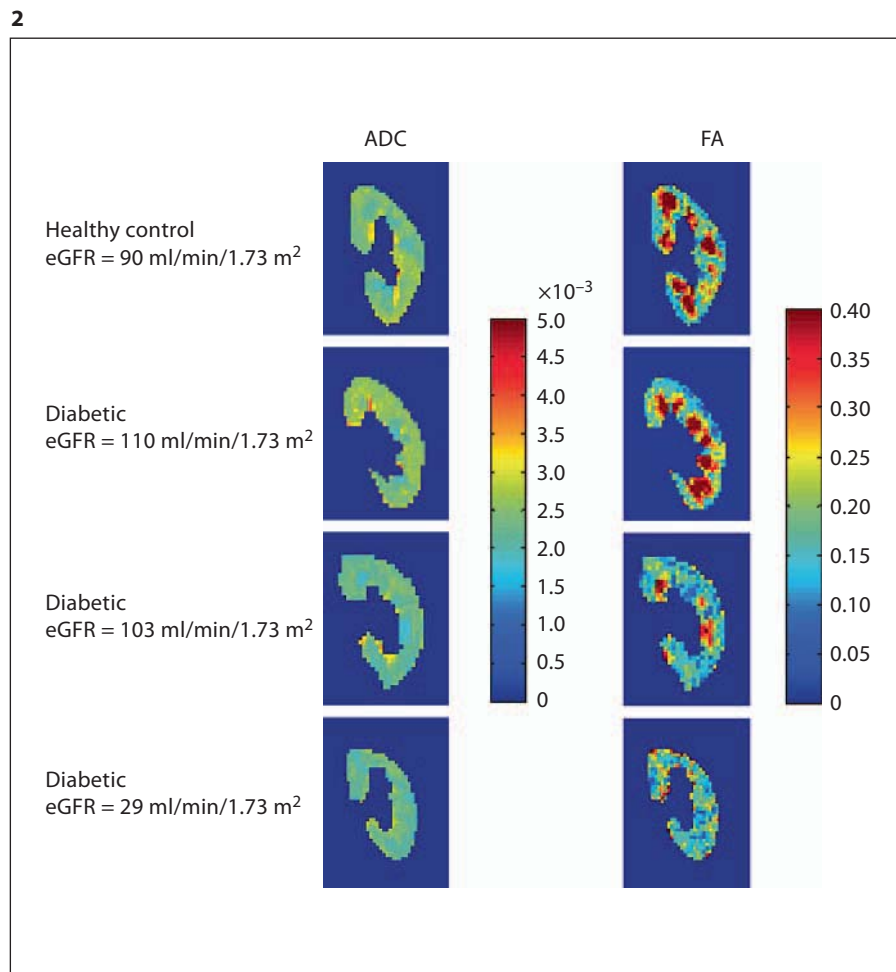 2
ADC
FA
Healthy control
eGFR = 90 ml/min/1.73 m²
×10⁻³
5.0
4.5
4.0
3.5
3.0
2.5
2.0
1.5
1.0
0.5
0
0.40
0.35
0.30
0.25
0.20
0.15
0.10
0.05
0
Diabetic
eGFR = 110 ml/min/1.73 m²
Diabetic
eGFR = 103 ml/min/1.73 m²
Diabetic
eGFR = 29 ml/min/1.73 m²